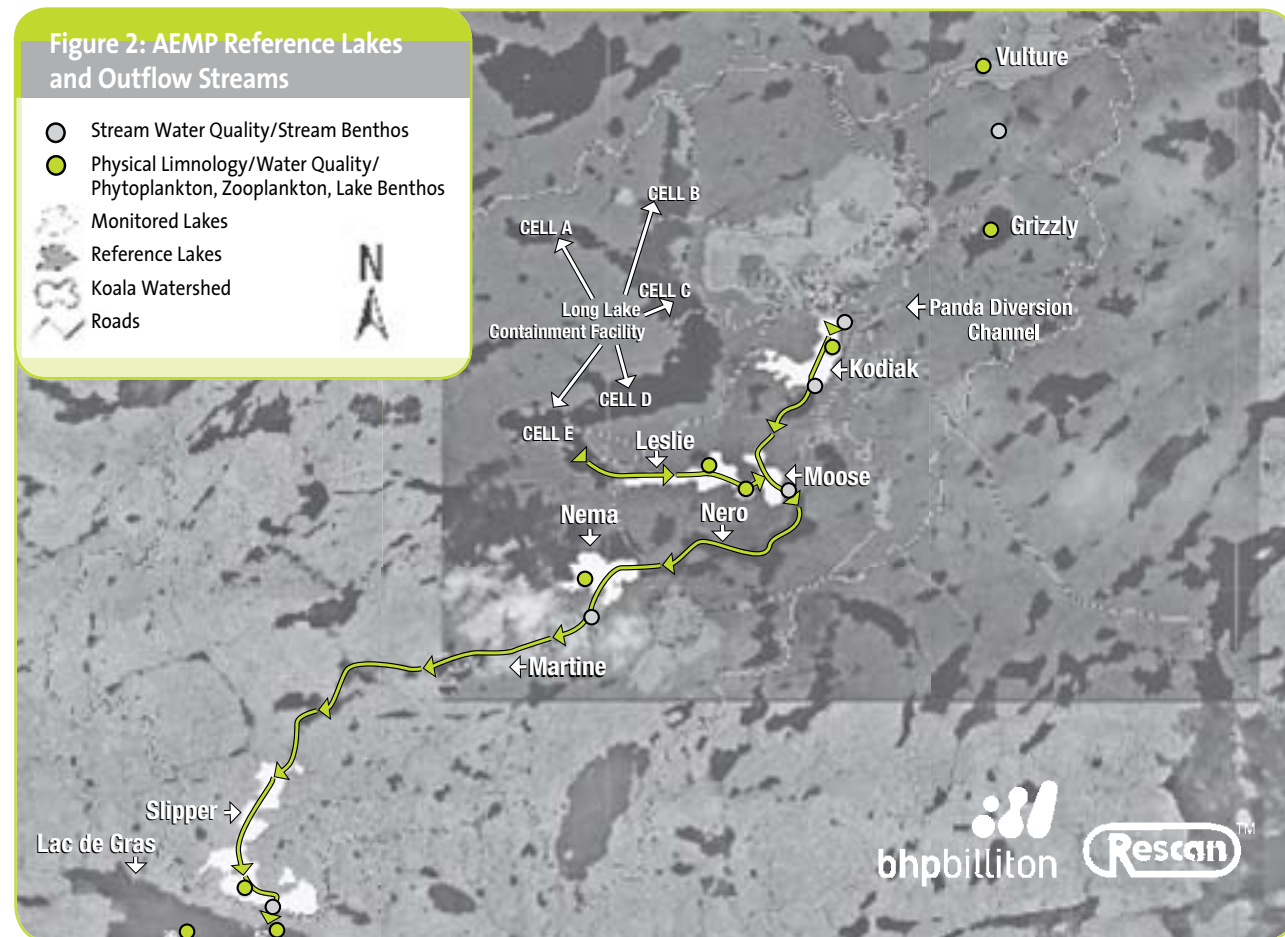 Figure 2: AEMP Reference Lakes
and Outflow Streams
Stream Water Quality/Stream Benthos
Physical Limnology/Water Quality/
Phytoplankton, Zooplankton, Lake Benthos
Monitored Lakes
Reference Lakes
Koala Watershed
Roads
N
Vulture
Grizzly
CELL B
CELL A
CELL C
Long Lake
Containment Facility
Panda Diversion
Channel
Kodiak
CELL D
CELL E
Leslie
Moose
Nema
Nero
Martine
Slipper
Lac de Gras
bhpbilliton
Rescan™